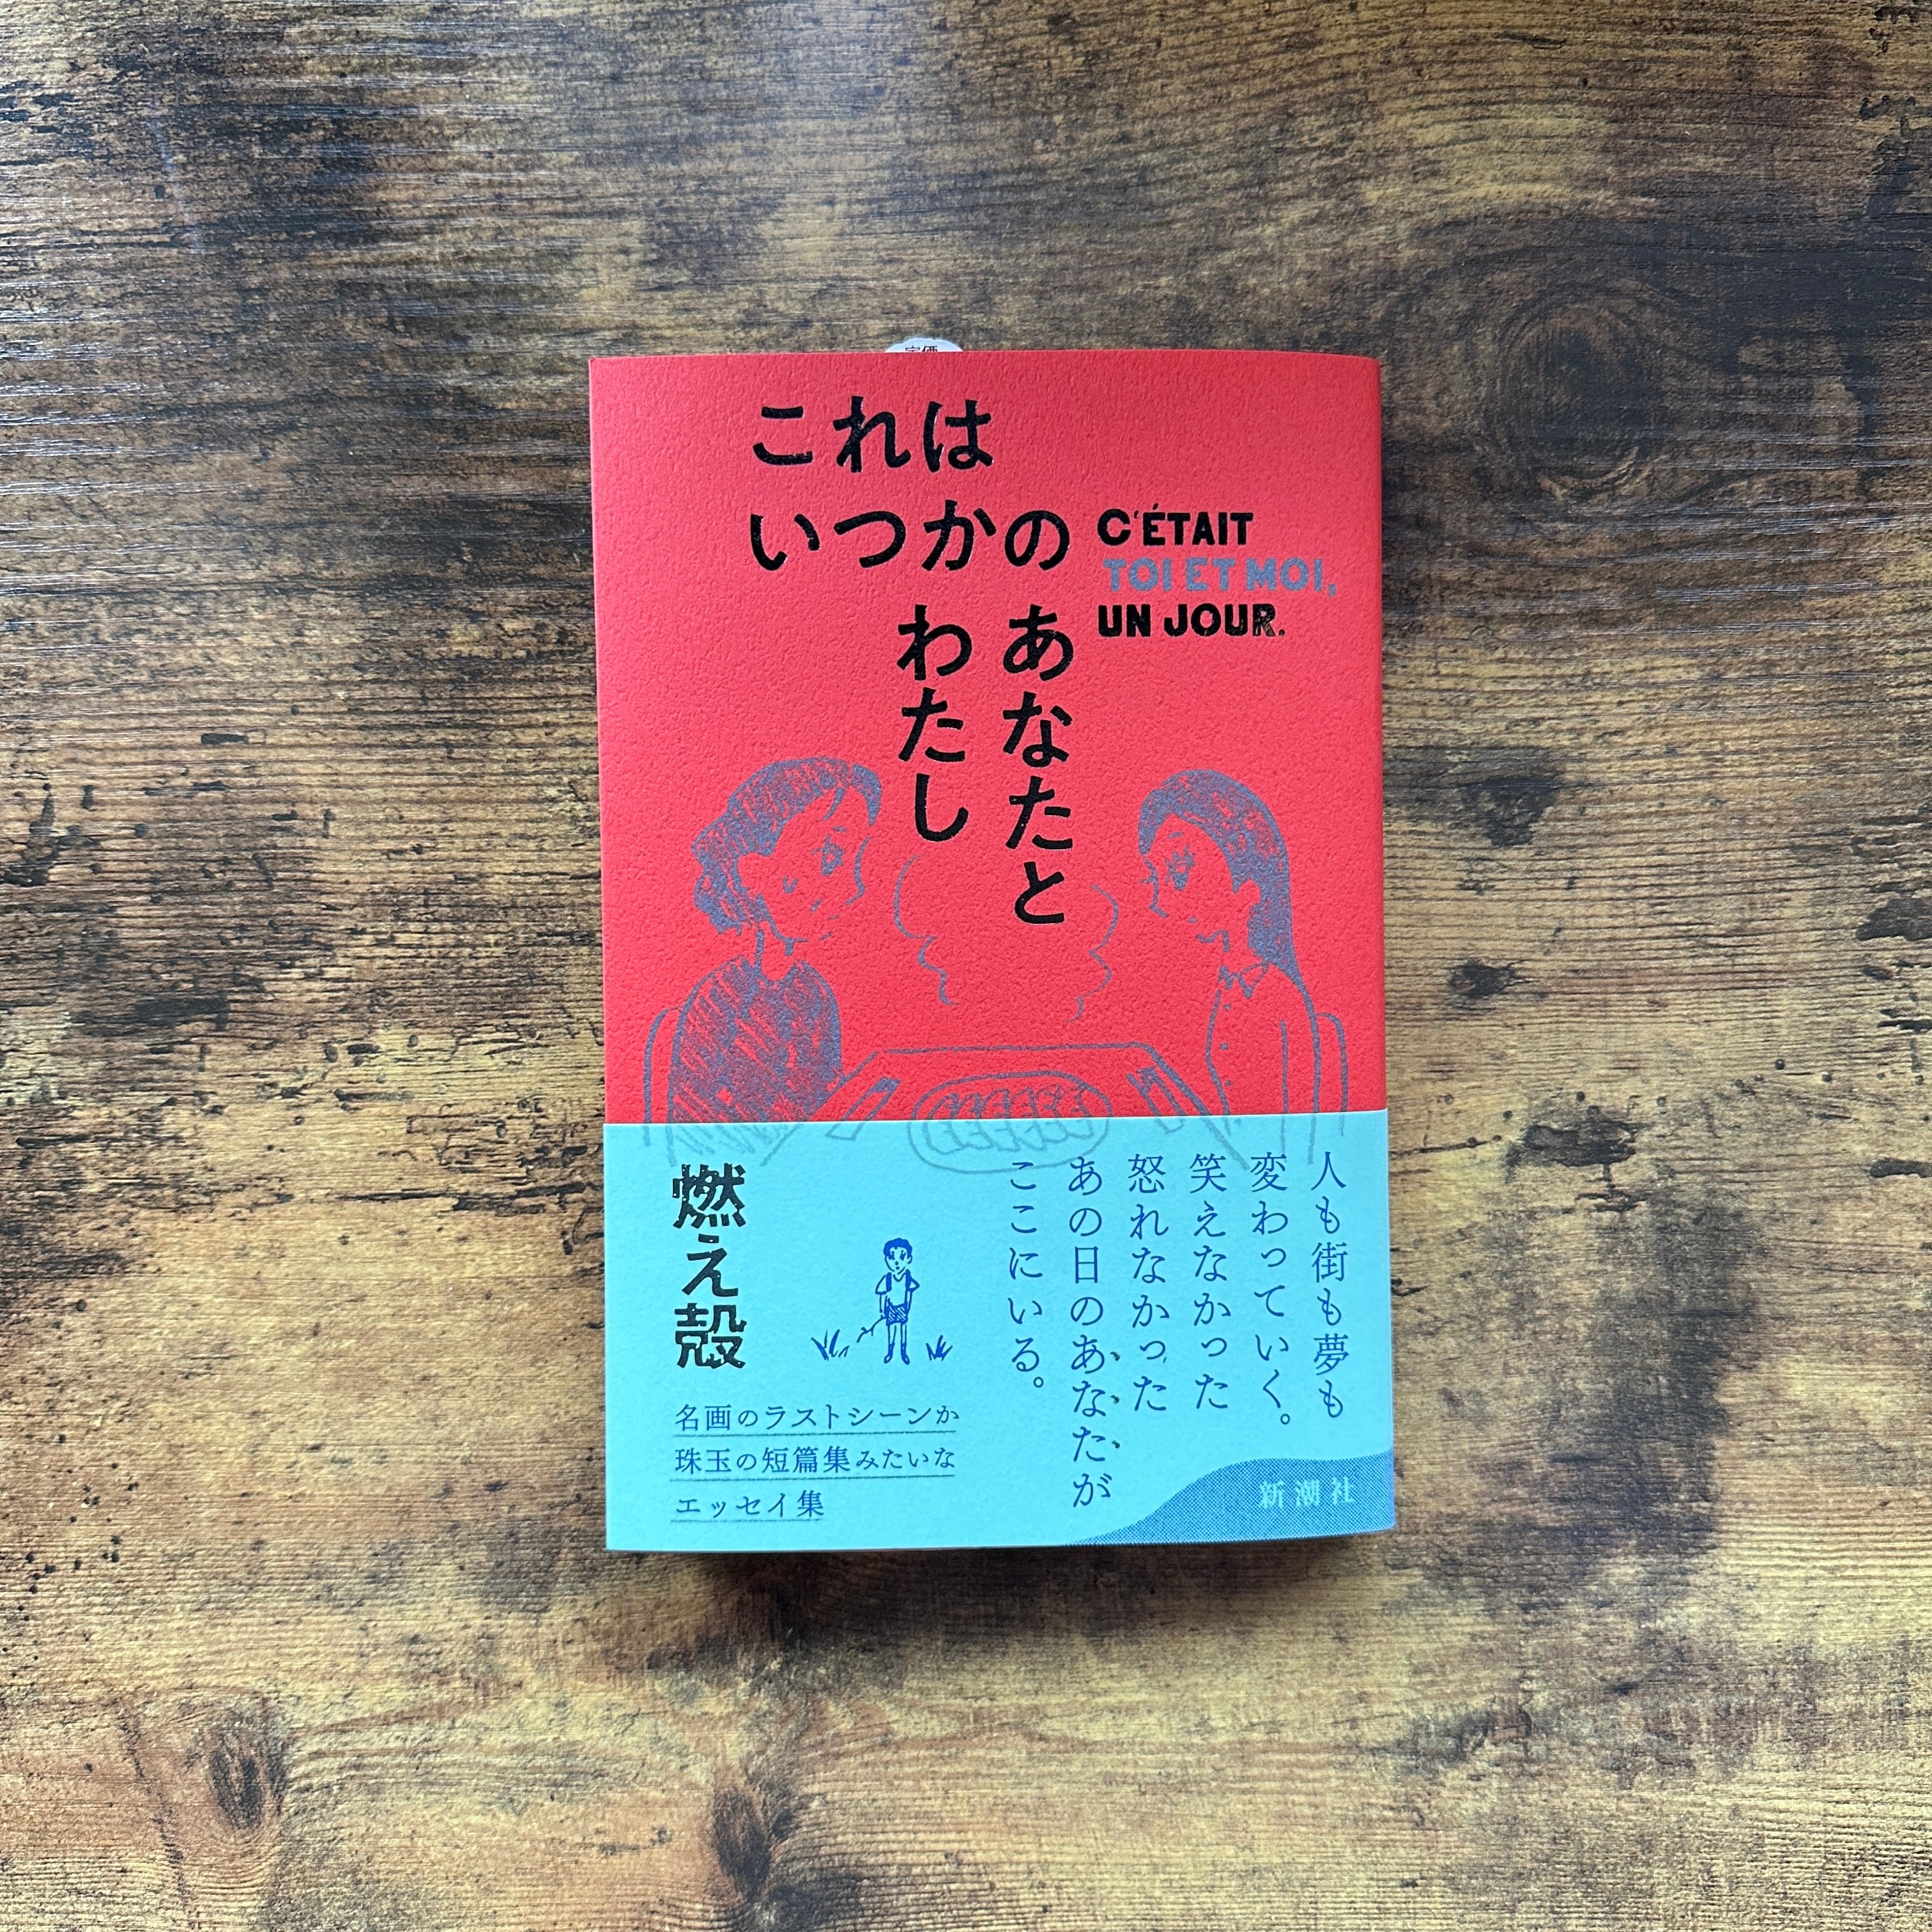 定価
これは
いつかの
あなたと
わたし
C'ÉTAIT
TOI ET MOI,
UN JOUR.
人も街も夢も
変わっていく。
笑えなかった
怒れなかった
あの日のあなたが
ここにいる。
燃え殻
名画のラストシーンか
珠玉の短篇集みたいな
エッセイ集
新潮社